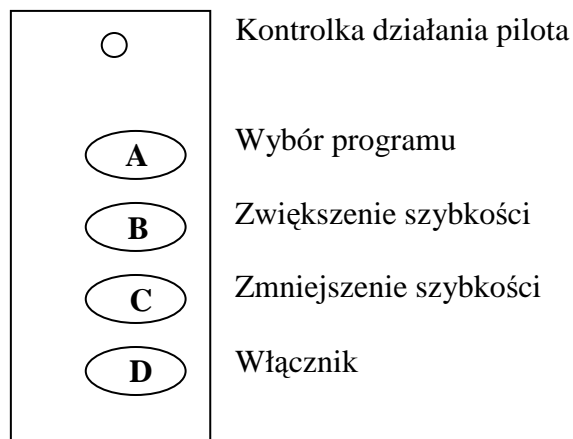 Kontrolka działania pilota
A Wybór programu
B Zwiększenie szybkości
C Zmniejszenie szybkości
D Włącznik